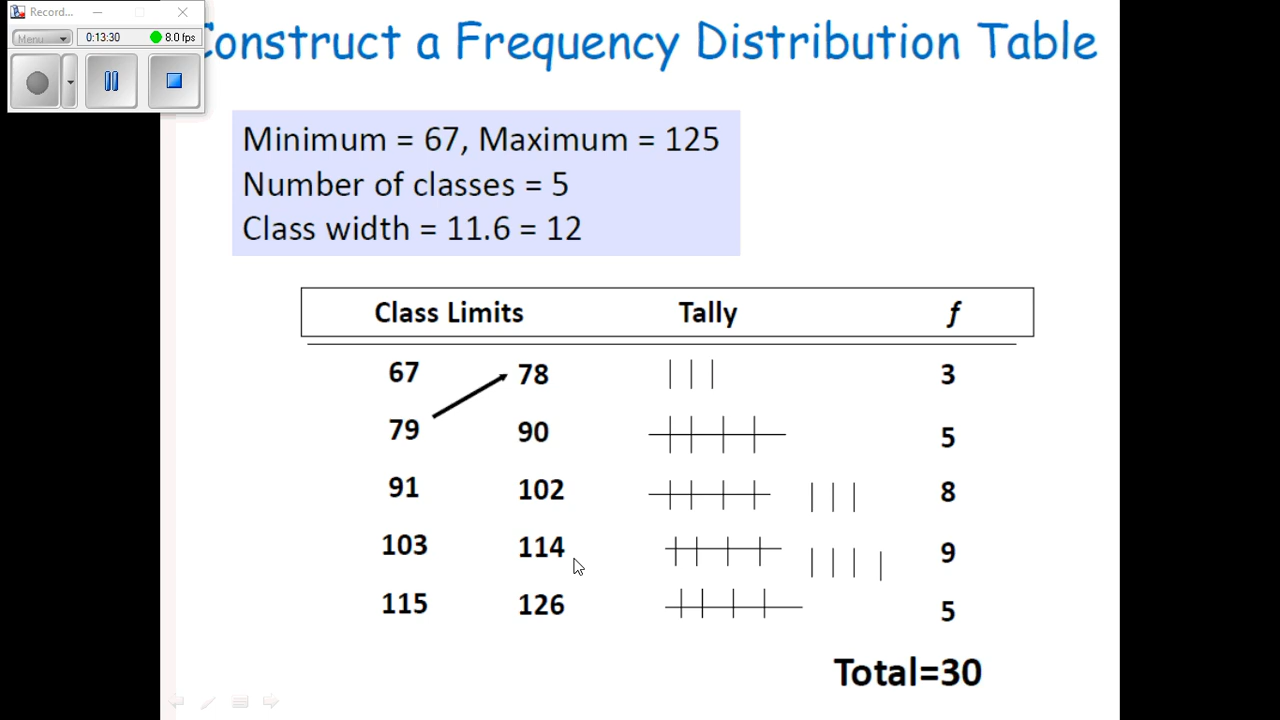 Record...
Menu
0:13:30
8.0 fps
onstruct a Frequency Distribution Table
Minimum = 67, Maximum = 125
Number of classes = 5
Class width = 11.6 = 12
Class Limits Tally f
67 78 3
79 90 5
91 102 8
103 114 9
115 126 5
Total=30